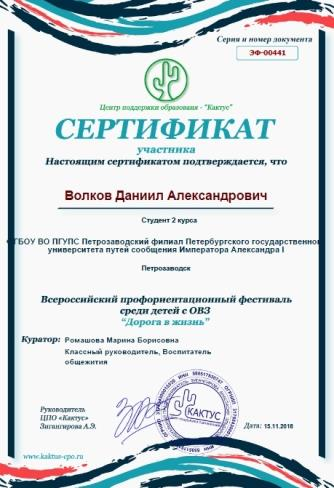 Серия и номер документа
ЭФ-00441
Центр поддержки образования - "Кактус"
СЕРТИФИКАТ
участника
Настоящим сертификатом подтверждается, что
Волков Даниил Александрович
Студент 2 курса
ФГБОУ ВО ПГУПС Петрозаводский филиал Петербургского государственного
университета путей сообщения Императора Александра I
Петрозаводск
Всероссийский профориентационный фестиваль
среди детей с ОВЗ
"Дорога в жизнь"
Куратор: Ромашова Марина Борисовна
Классный руководитель, Воспитатель
общежития
Руководитель
ЦПО «Кактус»
Зигангирова А.Э.
КАКТУС
Дата: 15.11.2018
www.kaktus-cpo.ru